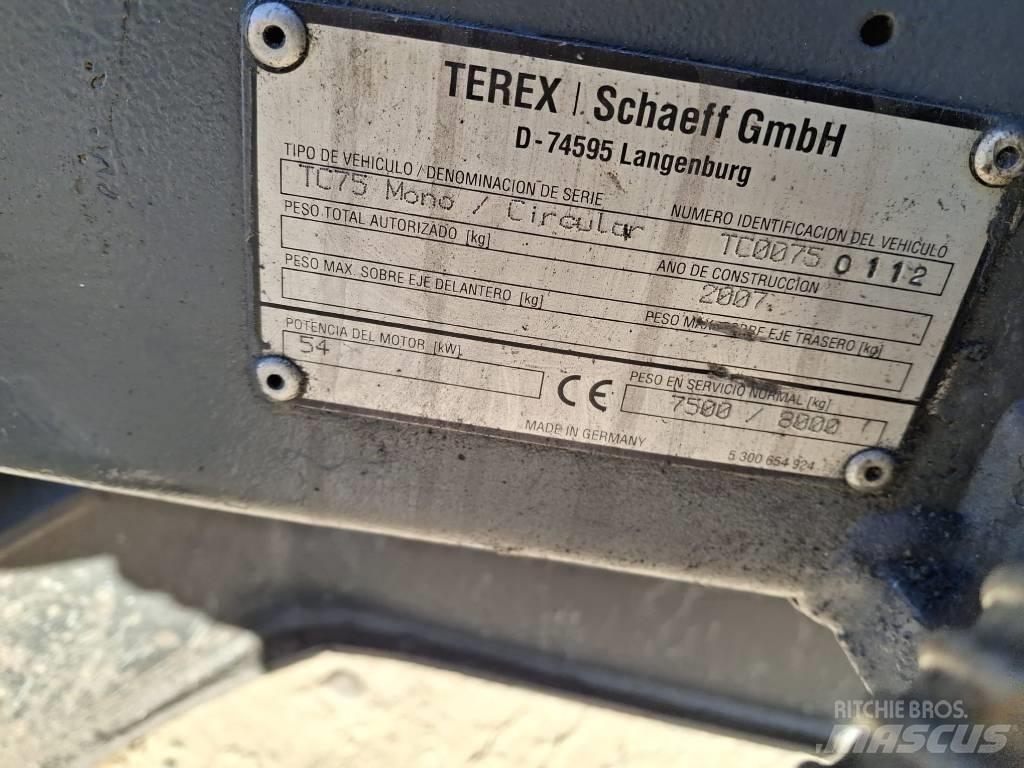 TEREX | Schaeff GmbH
D-74595 Langenburg
TIPO DE VEHICULO/DENOMINACION DE SERIE
TC75 Mono / Circular
NUMERO IDENTIFICACION DEL VEHICULO
TC0075 0112
PESO TOTAL AUTORIZADO [kg]
ANO DE CONSTRUCCION
2007
PESO MAX. SOBRE EJE DELANTERO [kg]
PESO MAX. SOBRE EJE TRASERO [kg]
POTENCIA DEL MOTOR [kW]
54
CE
PESO EN SERVICIO NORMAL [kg]
7500 / 8000
MADE IN GERMANY
5 300 654 924
RITCHIE BROS.
MASCUS